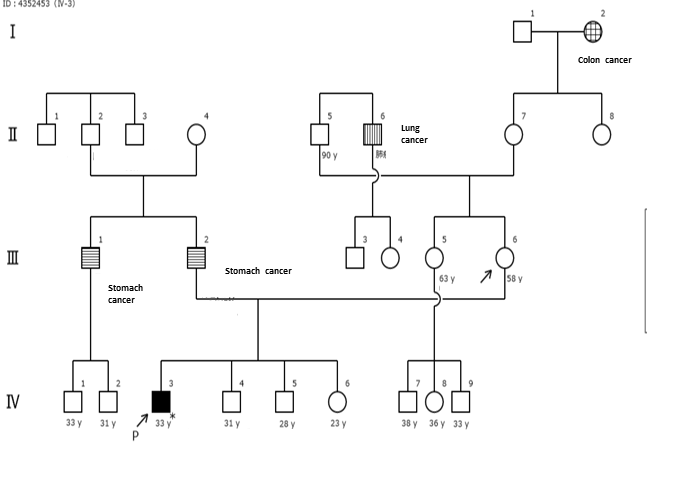 ID : 4352453 (IV-3)
I
1
2
Colon cancer
II
1
2
3
4
5
6
7
8
Lung
cancer
90 y
III
1
2
3
4
5
6
Stomach cancer
Stomach
cancer
63 y
58 y
IV
1
2
3
4
5
6
7
8
9
33 y
31 y
33 y
*
31 y
28 y
23 y
38 y
36 y
33 y
P